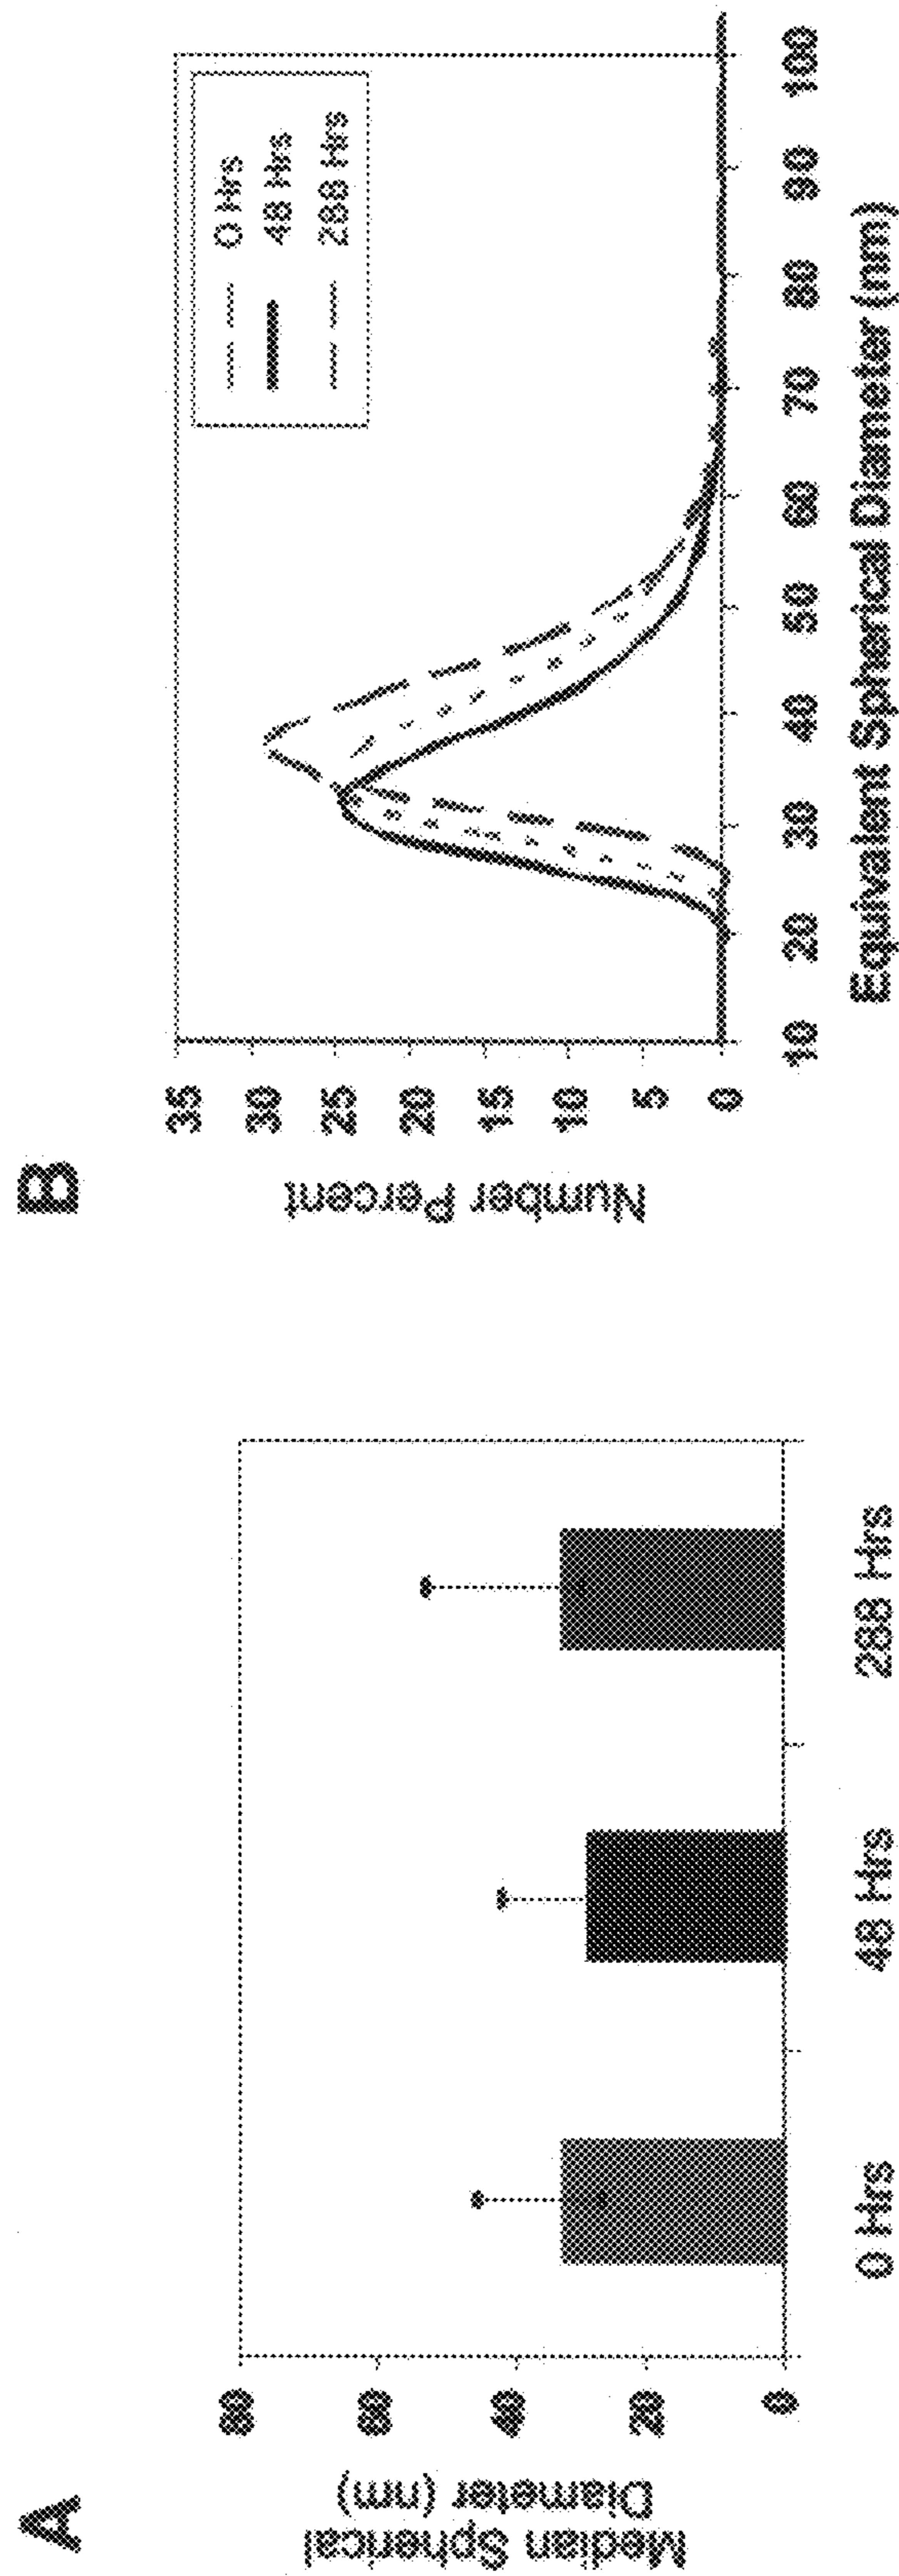 A
Median Spherical
Diameter (nm)
80
60
40
20
0
0 Hrs
48 Hrs
288 Hrs
B
Number Percent
35
30
25
20
15
10
5
0
10
20
30
40
50
60
70
80
90
100
Equivalent Spherical Diameter (nm)
0 Hrs
48 Hrs
288 Hrs